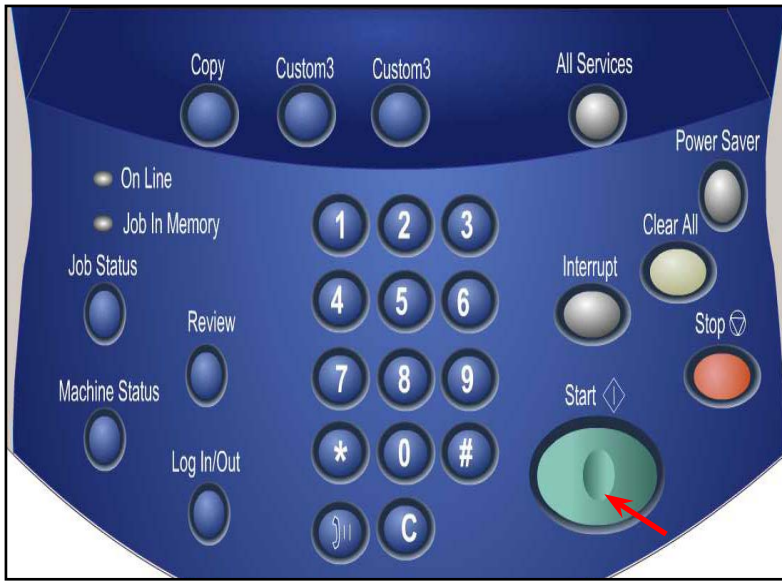 Copy Custom3 Custom3 All Services
Power Saver
On Line
Job In Memory
Clear All
Job Status
Interrupt
Review
Stop
Machine Status
Start
Log In/Out
1 2 3
4 5 6
7 8 9
* 0 #
C